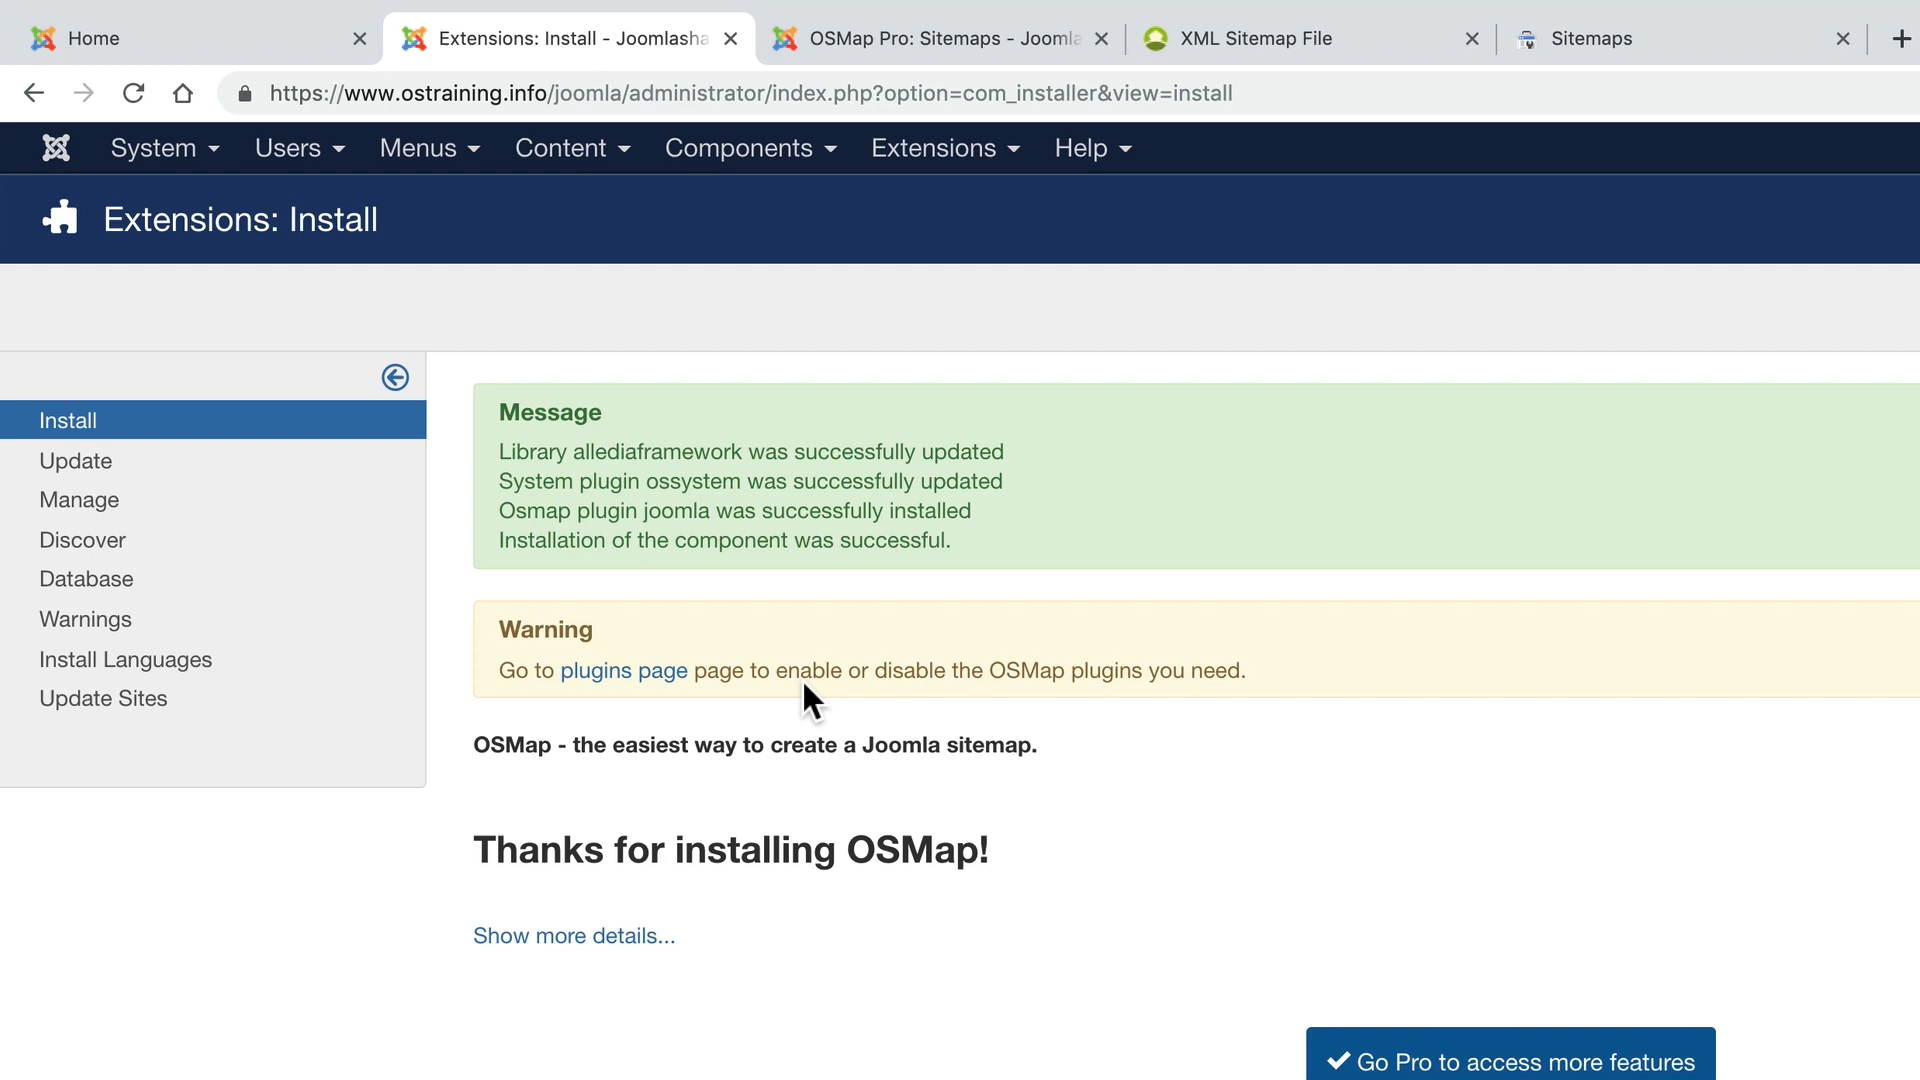 Home
Extensions: Install - Joomlasha
OSMap Pro: Sitemaps - Joomla
XML Sitemap File
Sitemaps
https://www.ostraining.info/joomla/administrator/index.php?option=com_installer&view=install
System Users Menus Content Components Extensions Help
Extensions: Install
Install
Update
Manage
Discover
Database
Warnings
Install Languages
Update Sites
Message
Library allediaframework was successfully updated
System plugin ossystem was successfully updated
Osmap plugin joomla was successfully installed
Installation of the component was successful.
Warning
Go to plugins page page to enable or disable the OSMap plugins you need.
OSMap - the easiest way to create a Joomla sitemap.
Thanks for installing OSMap!
Show more details...
Go Pro to access more features